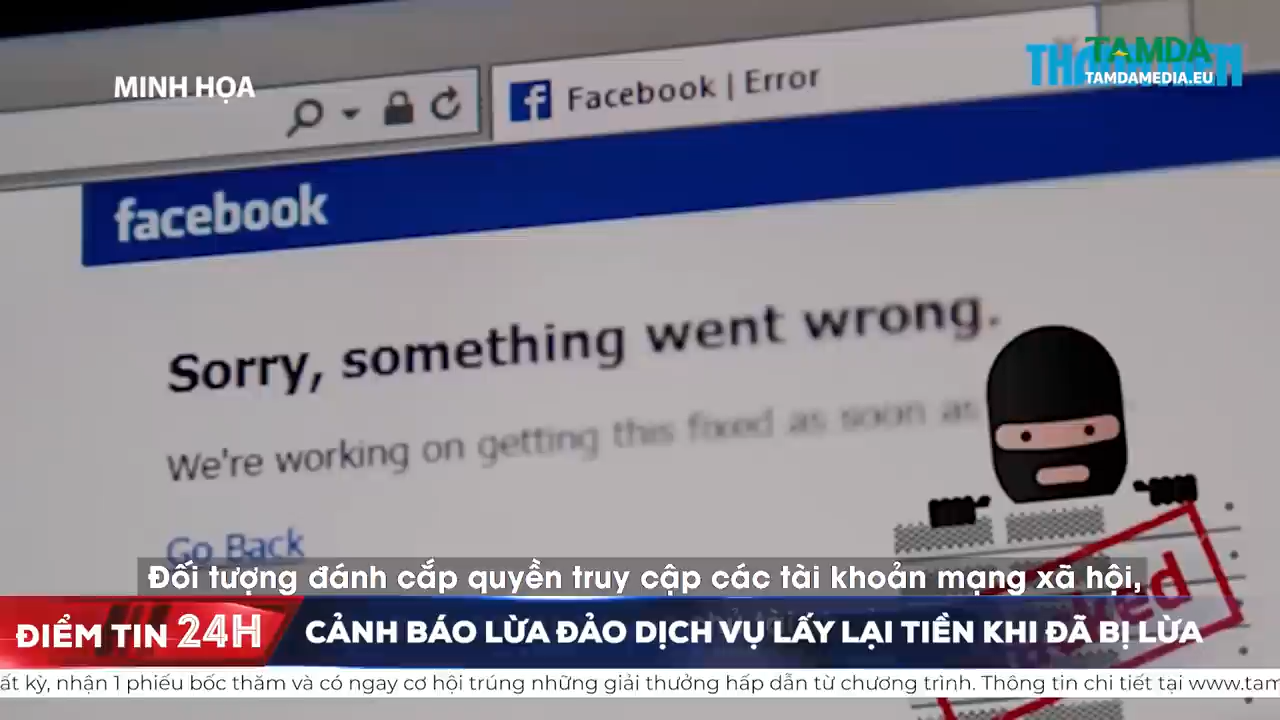 MINH HỌA
TAMDA
TAMDAMEDIA.EU
Facebook | Error
facebook
Sorry, something went wrong.
We're working on getting this fixed as soon as
Go Back
Đối tượng đánh cắp quyền truy cập các tài khoản mạng xã hội,
ĐIỂM TIN 24H
CẢNH BÁO LỪA ĐẢO DỊCH VỤ LẤY LẠI TIỀN KHI ĐÃ BỊ LỪA
ất kỳ, nhận 1 phiếu bốc thăm và có ngay cơ hội trúng những giải thưởng hấp dẫn từ chương trình. Thông tin chi tiết tại www.tam